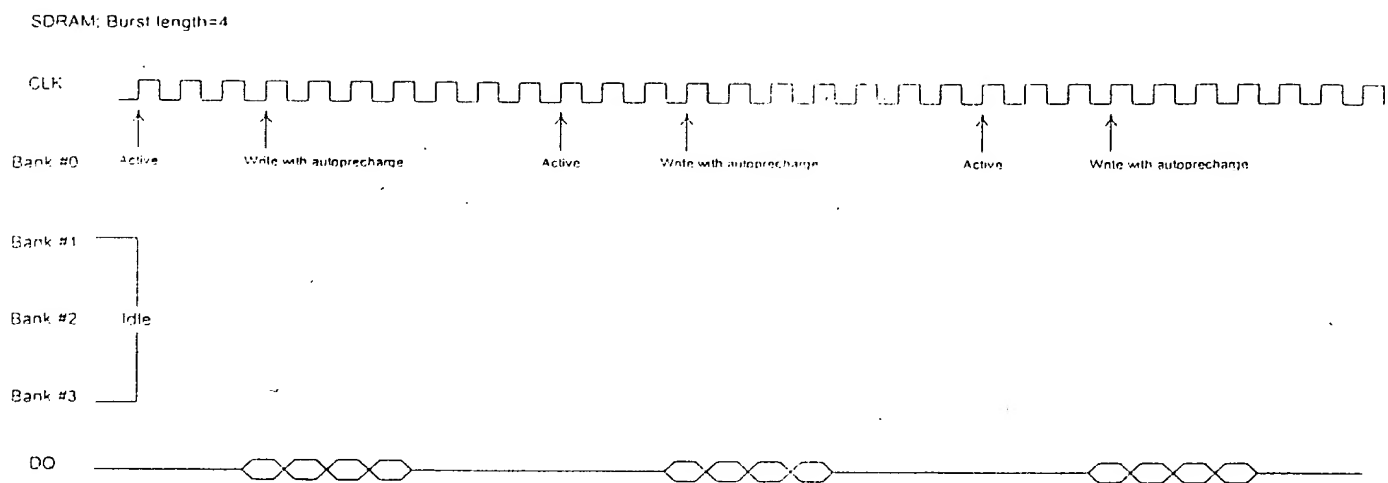 SDRAM; Burst length=4
CLK
Bank #0 Active Write with autoprecharge Active Write with autoprecharge Active Write with autoprecharge
Bank #1
Bank #2 Idle
Bank #3
DO